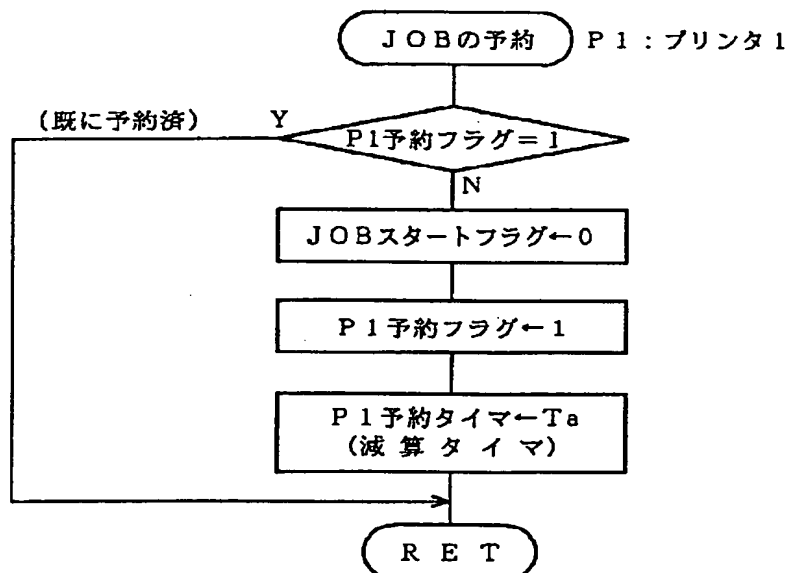 JOBの予約
P1:プリンタ1
(既に予約済)
Y
P1予約フラグ=1
N
JOBスタートフラグ←0
P1予約フラグ←1
P1予約タイマ←Ta
(減算タイマ)
RET